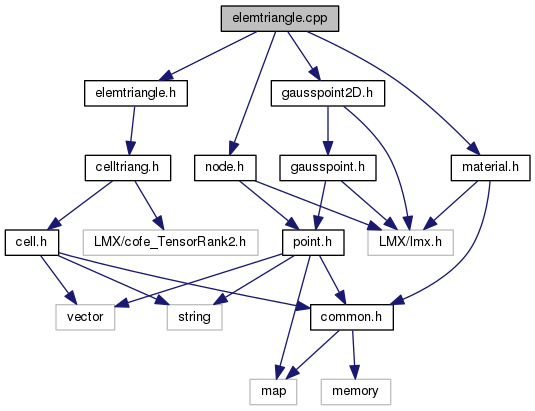 elemtriangle.cpp
elemtriangle.h
gausspoint2D.h
celltriang.h
node.h
gausspoint.h
material.h
cell.h
LMX/cofe_TensorRank2.h
point.h
LMX/lmx.h
vector
string
common.h
map
memory